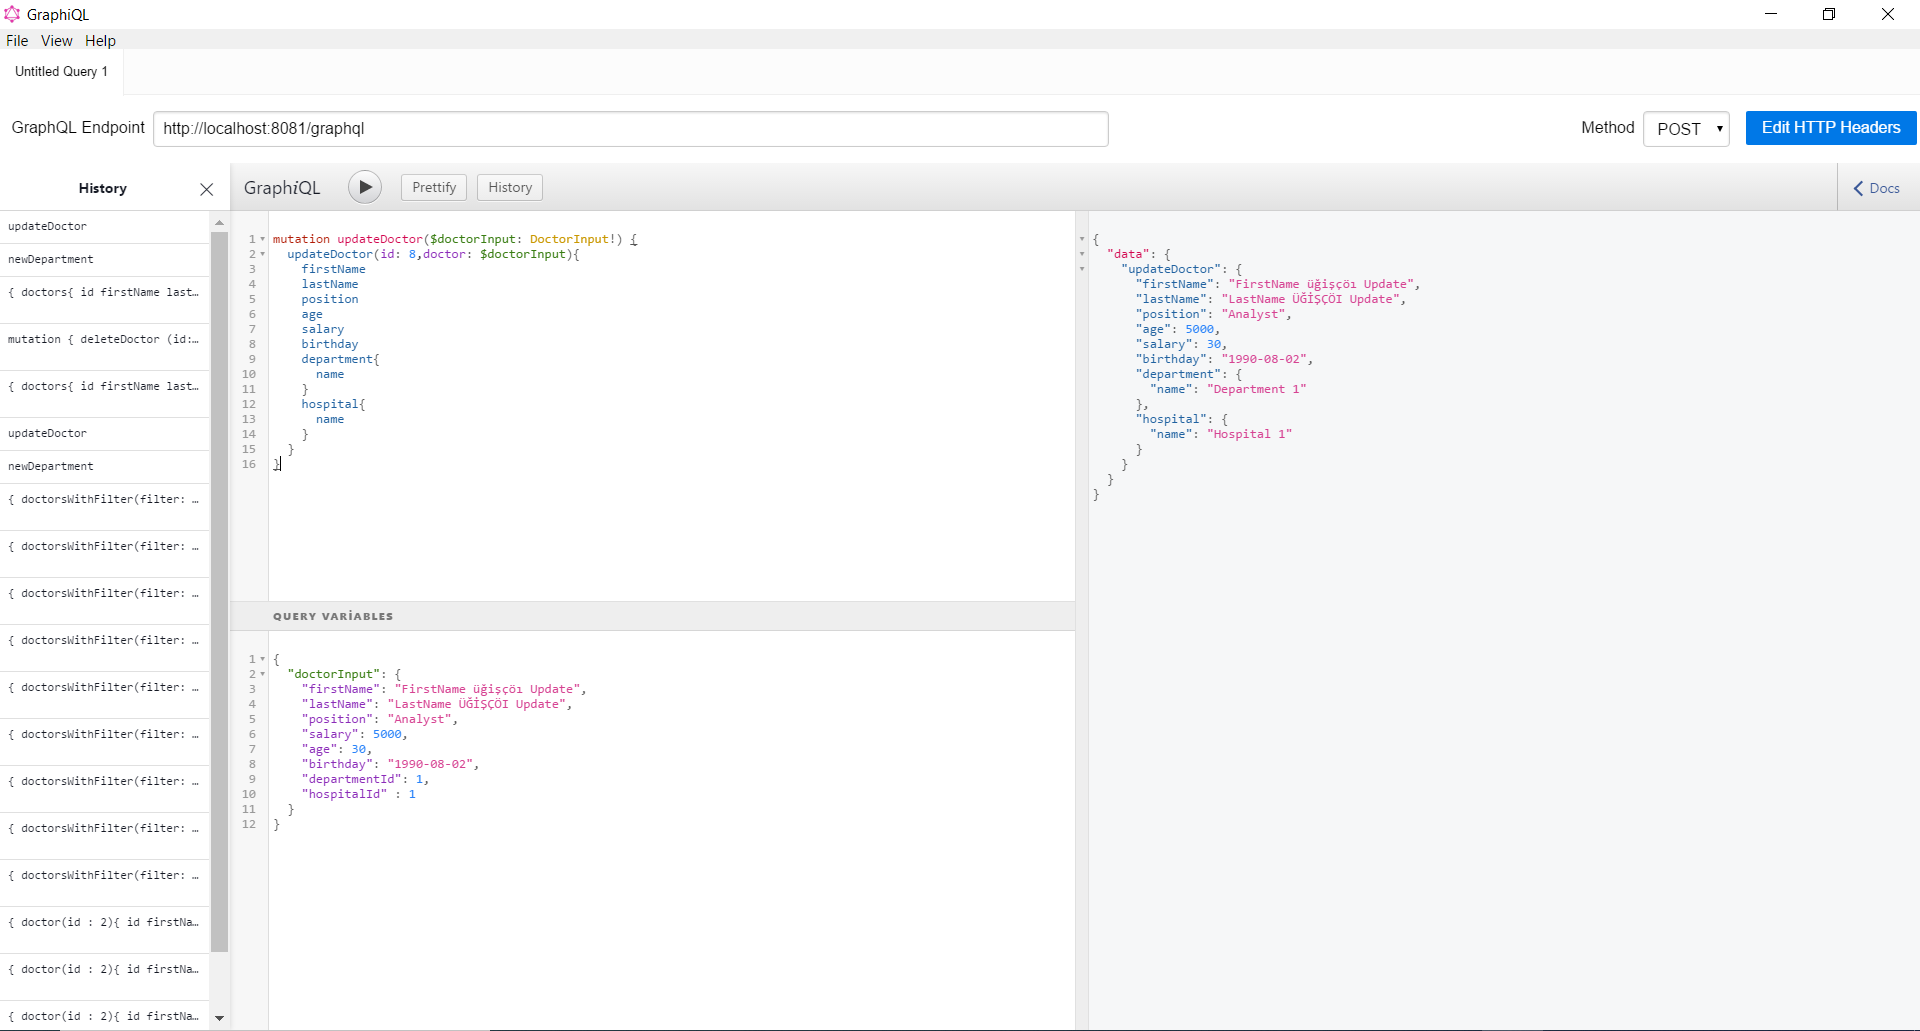 GraphiQL
File View Help
Untitled Query 1
GraphQL Endpoint http://localhost:8081/graphql Method POST Edit HTTP Headers
History
updateDoctor
newDepartment
{ doctors{ id firstName last…
mutation { deleteDoctor (id:…
{ doctors{ id firstName last…
updateDoctor
newDepartment
{ doctorsWithFilter(filter: …
{ doctorsWithFilter(filter: …
{ doctorsWithFilter(filter: …
{ doctorsWithFilter(filter: …
{ doctorsWithFilter(filter: …
{ doctorsWithFilter(filter: …
{ doctorsWithFilter(filter: …
{ doctorsWithFilter(filter: …
{ doctorsWithFilter(filter: …
{ doctor(id : 2){ id firstNa…
{ doctor(id : 2){ id firstNa…
{ doctor(id : 2){ id firstNa…
GraphiQL Prettify History Docs
1 mutation updateDoctor($doctorInput: DoctorInput!) {
2 updateDoctor(id: 8,doctor: $doctorInput){
3 firstName
4 lastName
5 position
6 age
7 salary
8 birthday
9 department{
10 name
11 }
12 hospital{
13 name
14 }
15 }
16 }
QUERY VARİABLES
1 {
2 "doctorInput": {
3 "firstName": "FirstName üğişçöı Update",
4 "lastName": "LastName ÜĞİŞÇÖI Update",
5 "position": "Analyst",
6 "salary": 5000,
7 "age": 30,
8 "birthday": "1990-08-02",
9 "departmentId": 1,
10 "hospitalId" : 1
11 }
12 }
{
"data": {
"updateDoctor": {
"firstName": "FirstName üğişçöı Update",
"lastName": "LastName ÜĞİŞÇÖI Update",
"position": "Analyst",
"age": 5000,
"salary": 30,
"birthday": "1990-08-02",
"department": {
"name": "Department 1"
},
"hospital": {
"name": "Hospital 1"
}
}
}
}